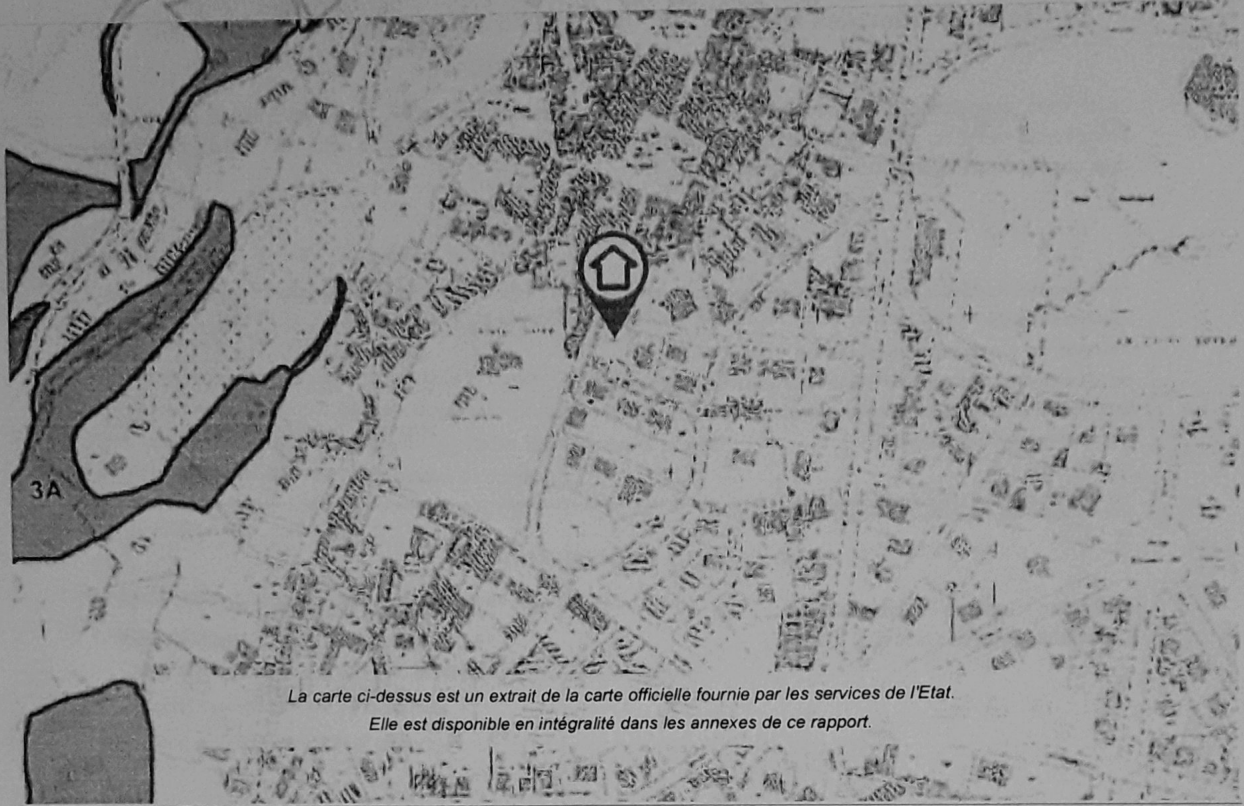 3A
La carte ci-dessus est un extrait de la carte officielle fournie par les services de l'Etat.
Elle est disponible en intégralité dans les annexes de ce rapport.